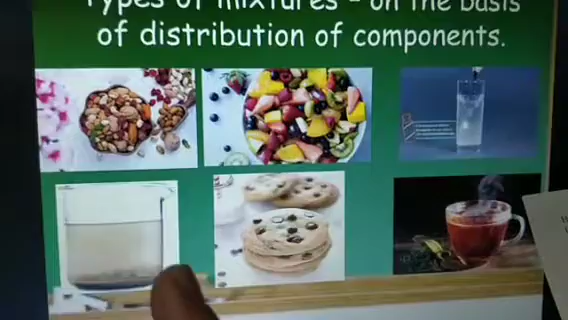 Types of mixtures - on the basis
of distribution of components.